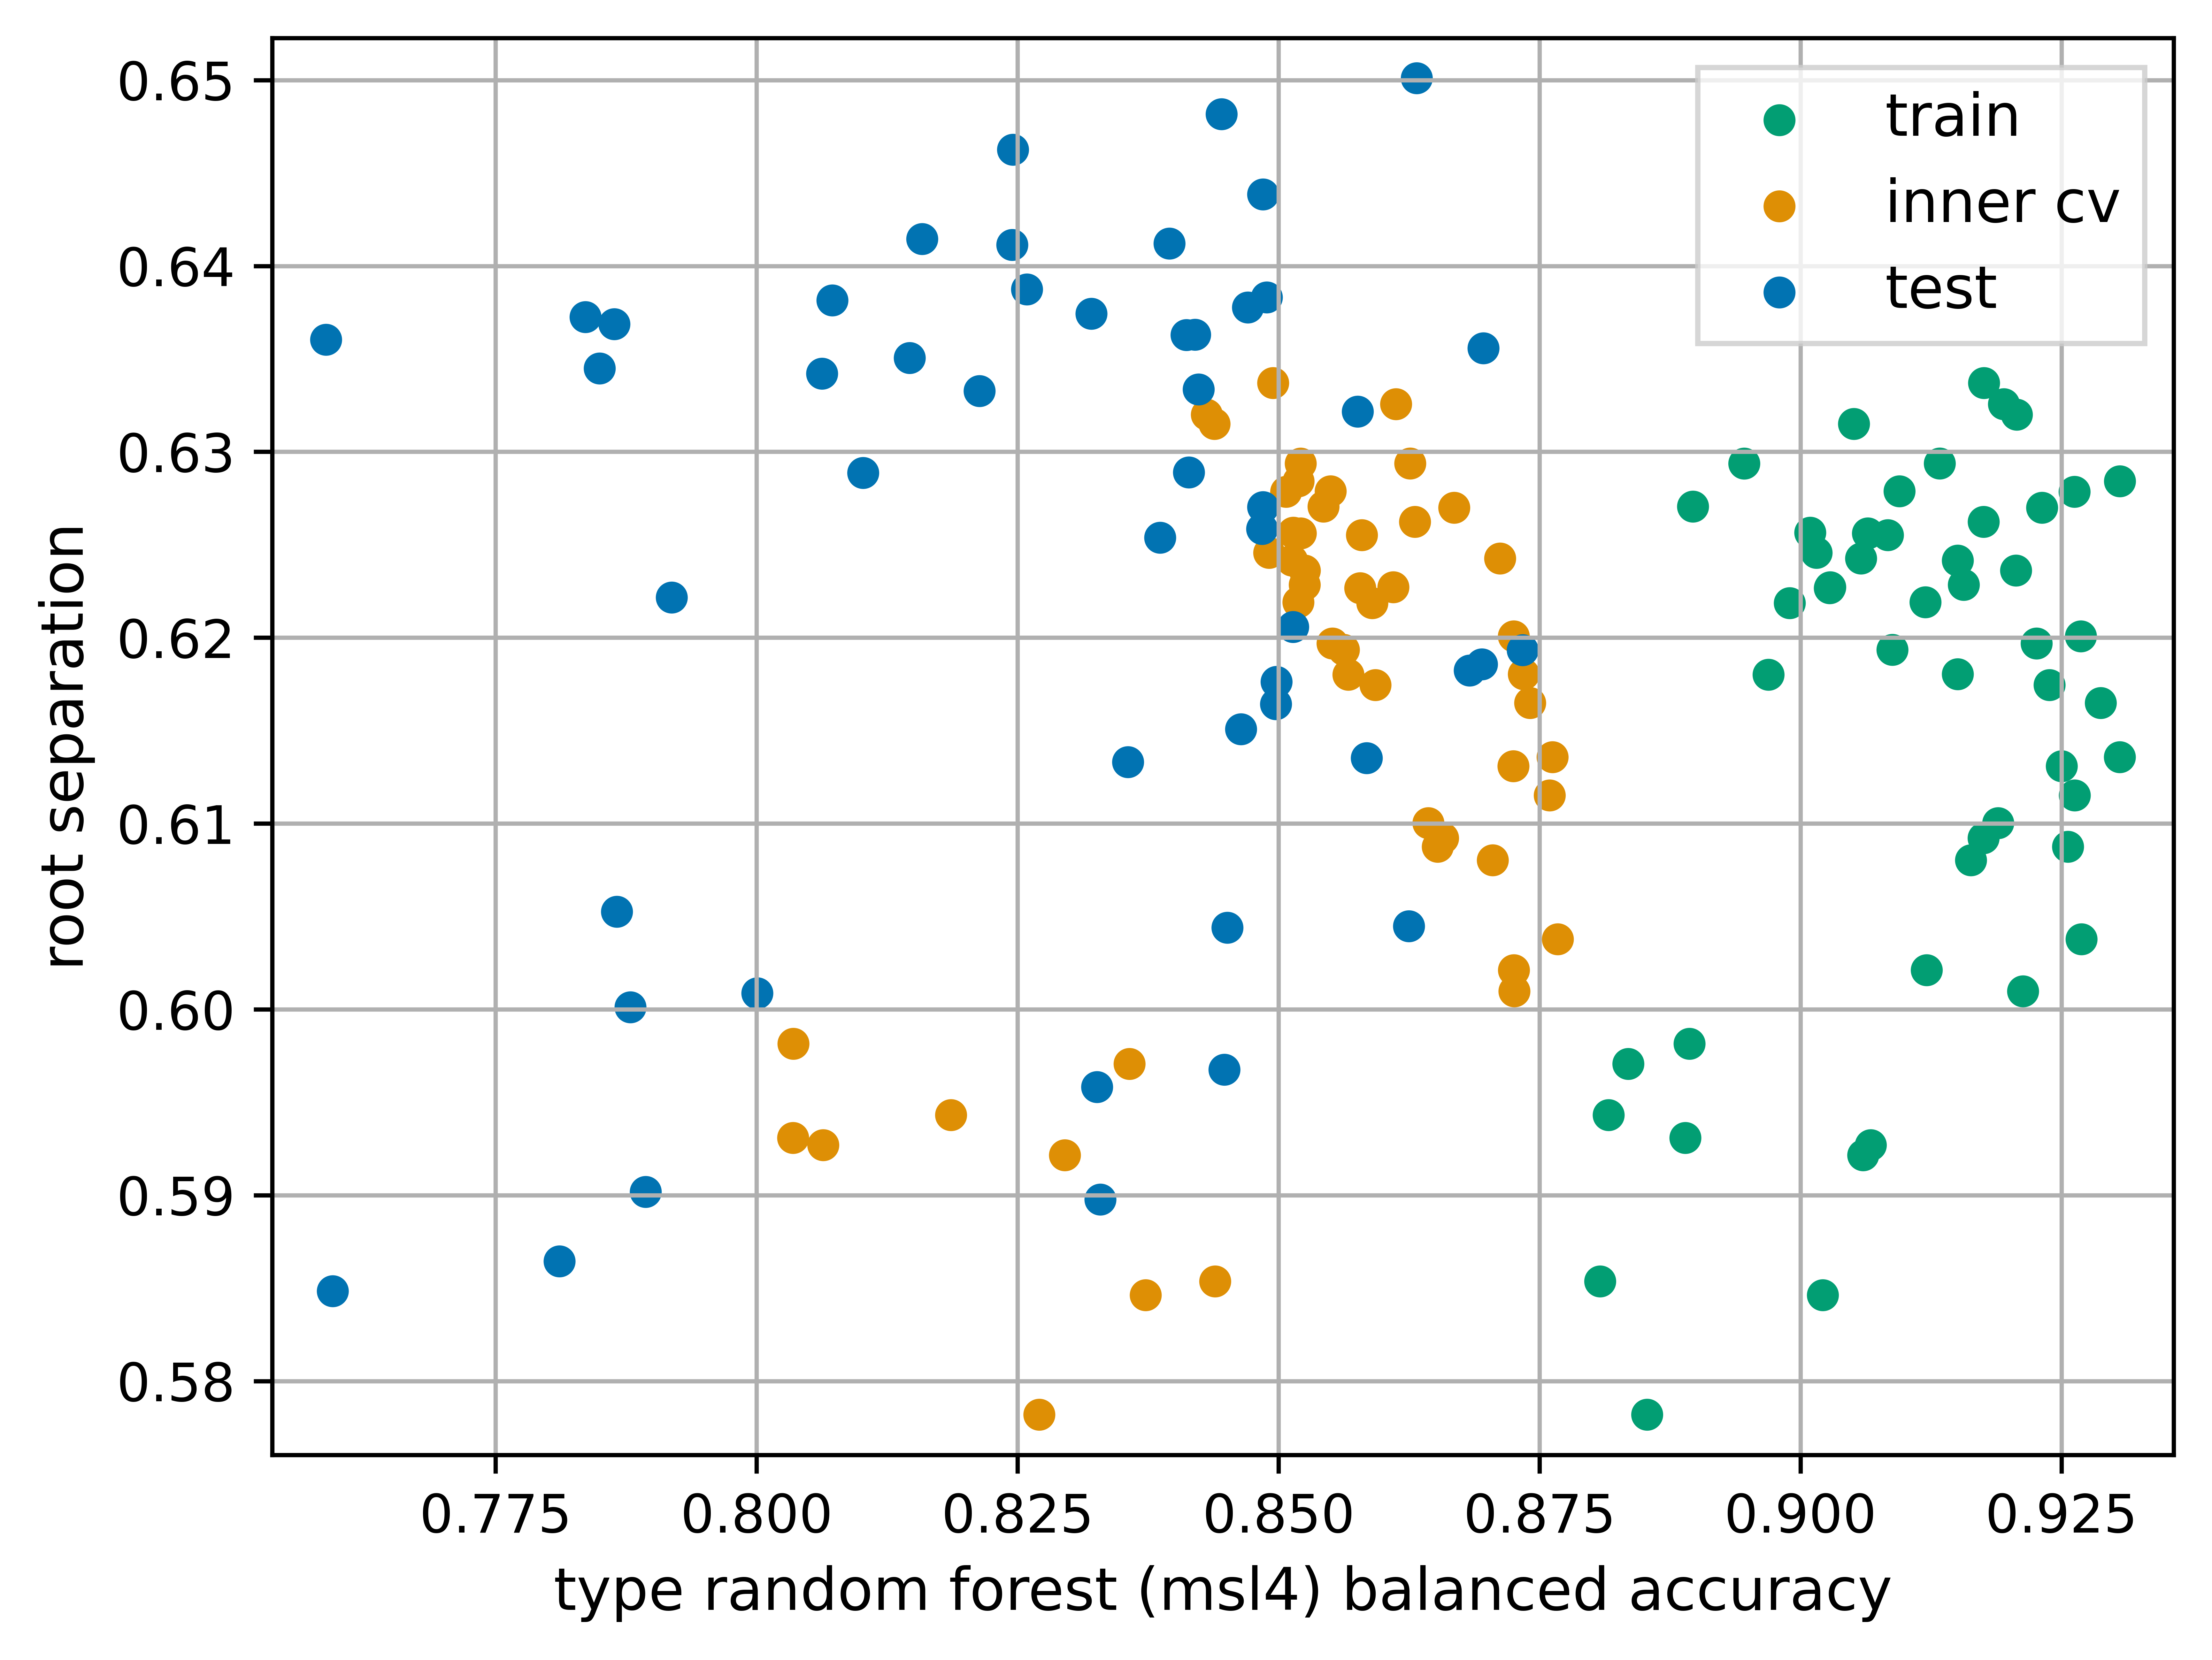 train
inner cv
test
0.65
0.64
0.63
0.62
0.61
0.60
0.59
0.58
root separation
0.775 0.800 0.825 0.850 0.875 0.900 0.925
type random forest (msl4) balanced accuracy